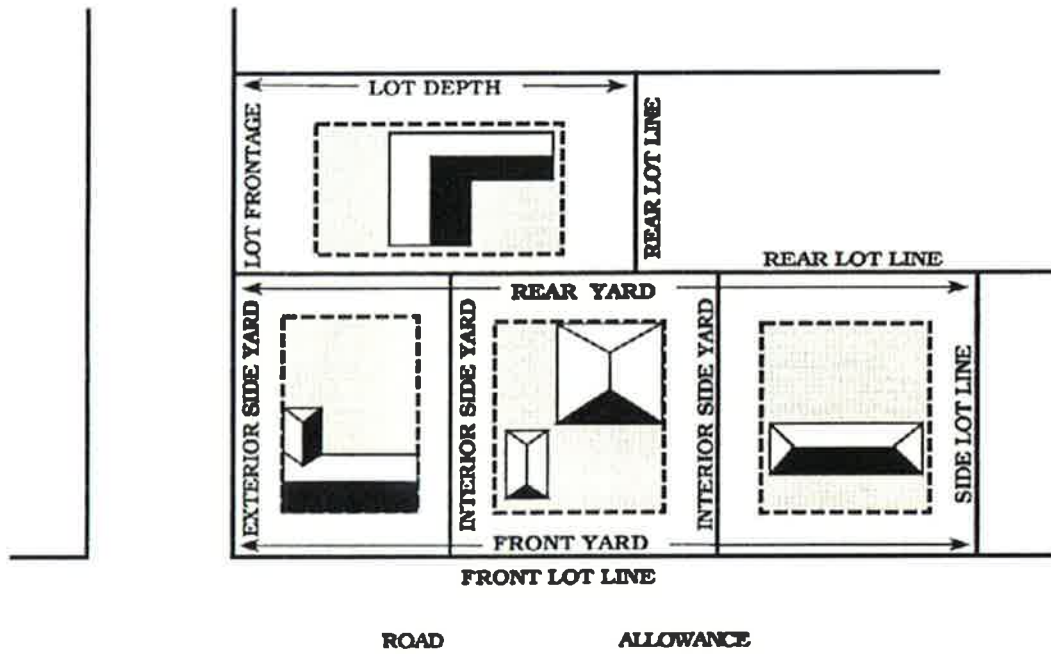 LOT DEPTH
LOT FRONTAGE
REAR LOT LINE
REAR LOT LINE
REAR YARD
EXTERIOR SIDE YARD
INTERIOR SIDE YARD
INTERIOR SIDE YARD
SIDE LOT LINE
FRONT YARD
FRONT LOT LINE
ROAD ALLOWANCE